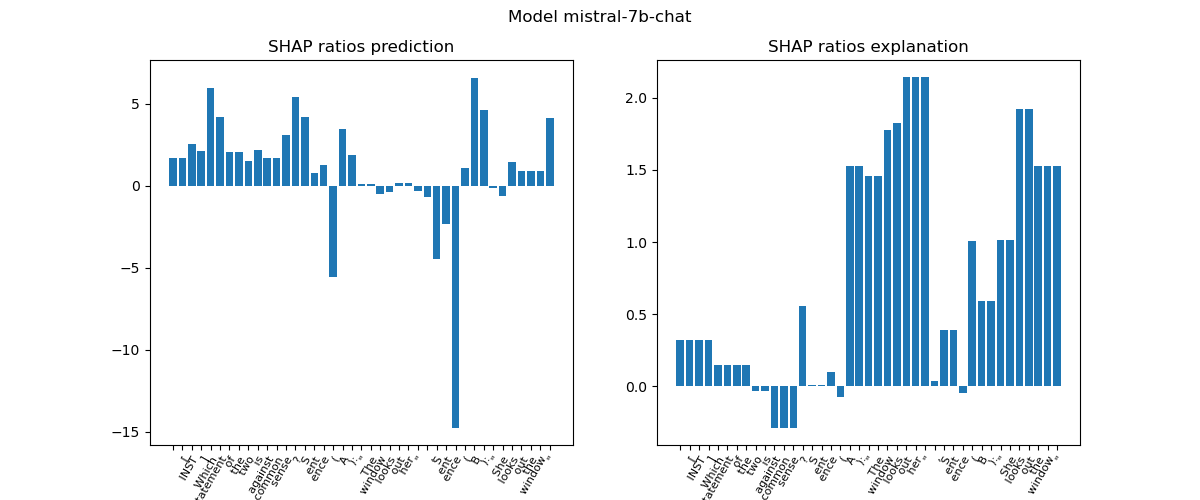 Model mistral-7b-chat
SHAP ratios prediction
SHAP ratios explanation
5
0
−5
−10
−15
[
INST
]
Which
tatement
of
the
two
is
against
common
sense
?
S
ent
ence
(
A
):
„
The
window
looks
out
her
„
S
ent
ence
(
B
):
„
She
looks
out
the
window
„
2.0
1.5
1.0
0.5
0.0
[
INST
]
Which
tatement
of
the
two
is
against
common
sense
?
S
ent
ence
(
A
):
„
The
window
looks
out
her
„
S
ent
ence
(
B
):
„
She
looks
out
the
window
„